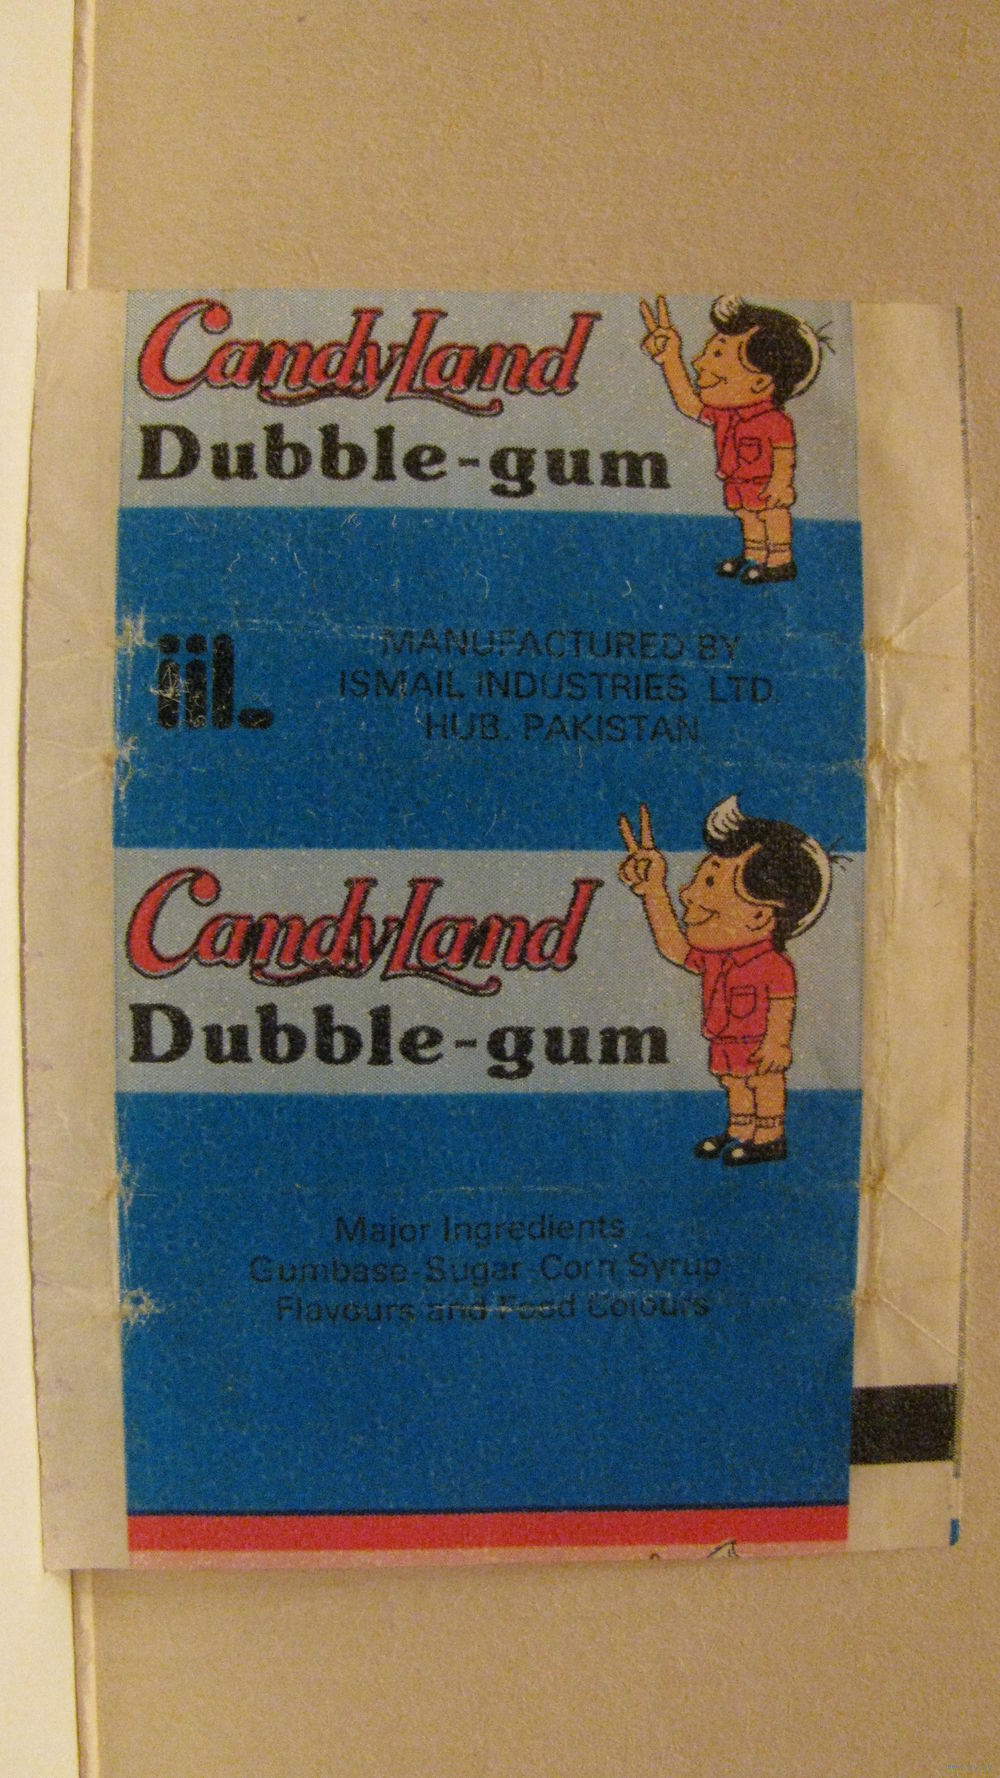 CandyLand
Dubble-gum
iil.
MANUFACTURED BY
ISMAIL INDUSTRIES LTD.
HUB. PAKISTAN
CandyLand
Dubble-gum
Major Ingredients
Gumbase-Sugar Corn Syrup
Flavours and Food Colours